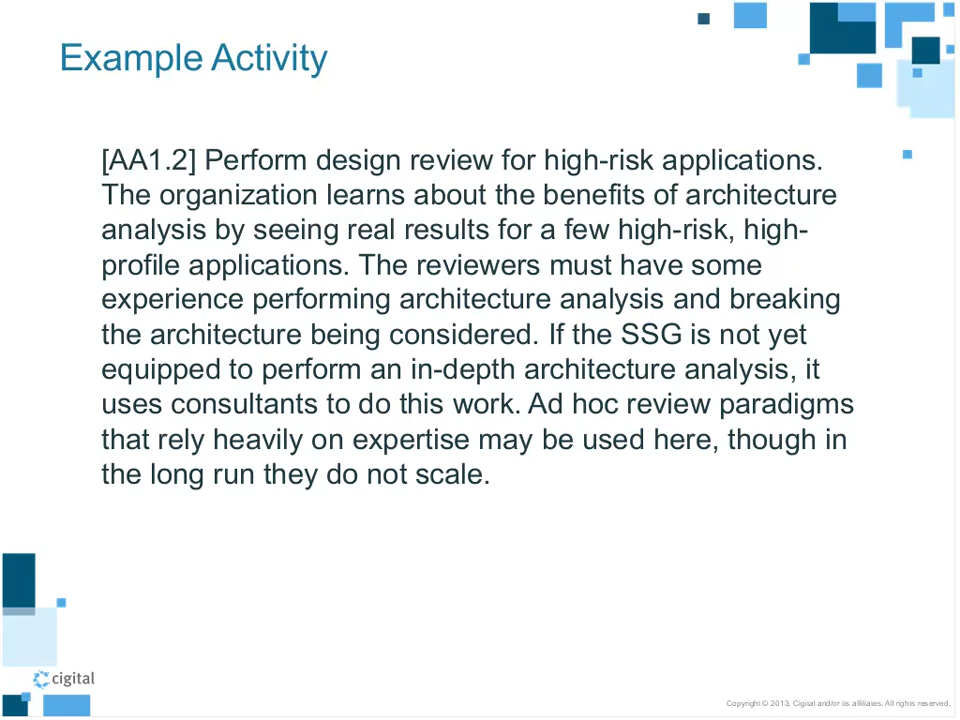 Example Activity
[AA1.2] Perform design review for high-risk applications.
The organization learns about the benefits of architecture
analysis by seeing real results for a few high-risk, high-
profile applications. The reviewers must have some
experience performing architecture analysis and breaking
the architecture being considered. If the SSG is not yet
equipped to perform an in-depth architecture analysis, it
uses consultants to do this work. Ad hoc review paradigms
that rely heavily on expertise may be used here, though in
the long run they do not scale.
cigital
Copyright © 2013, Cigital and/or its affiliates. All rights reserved.